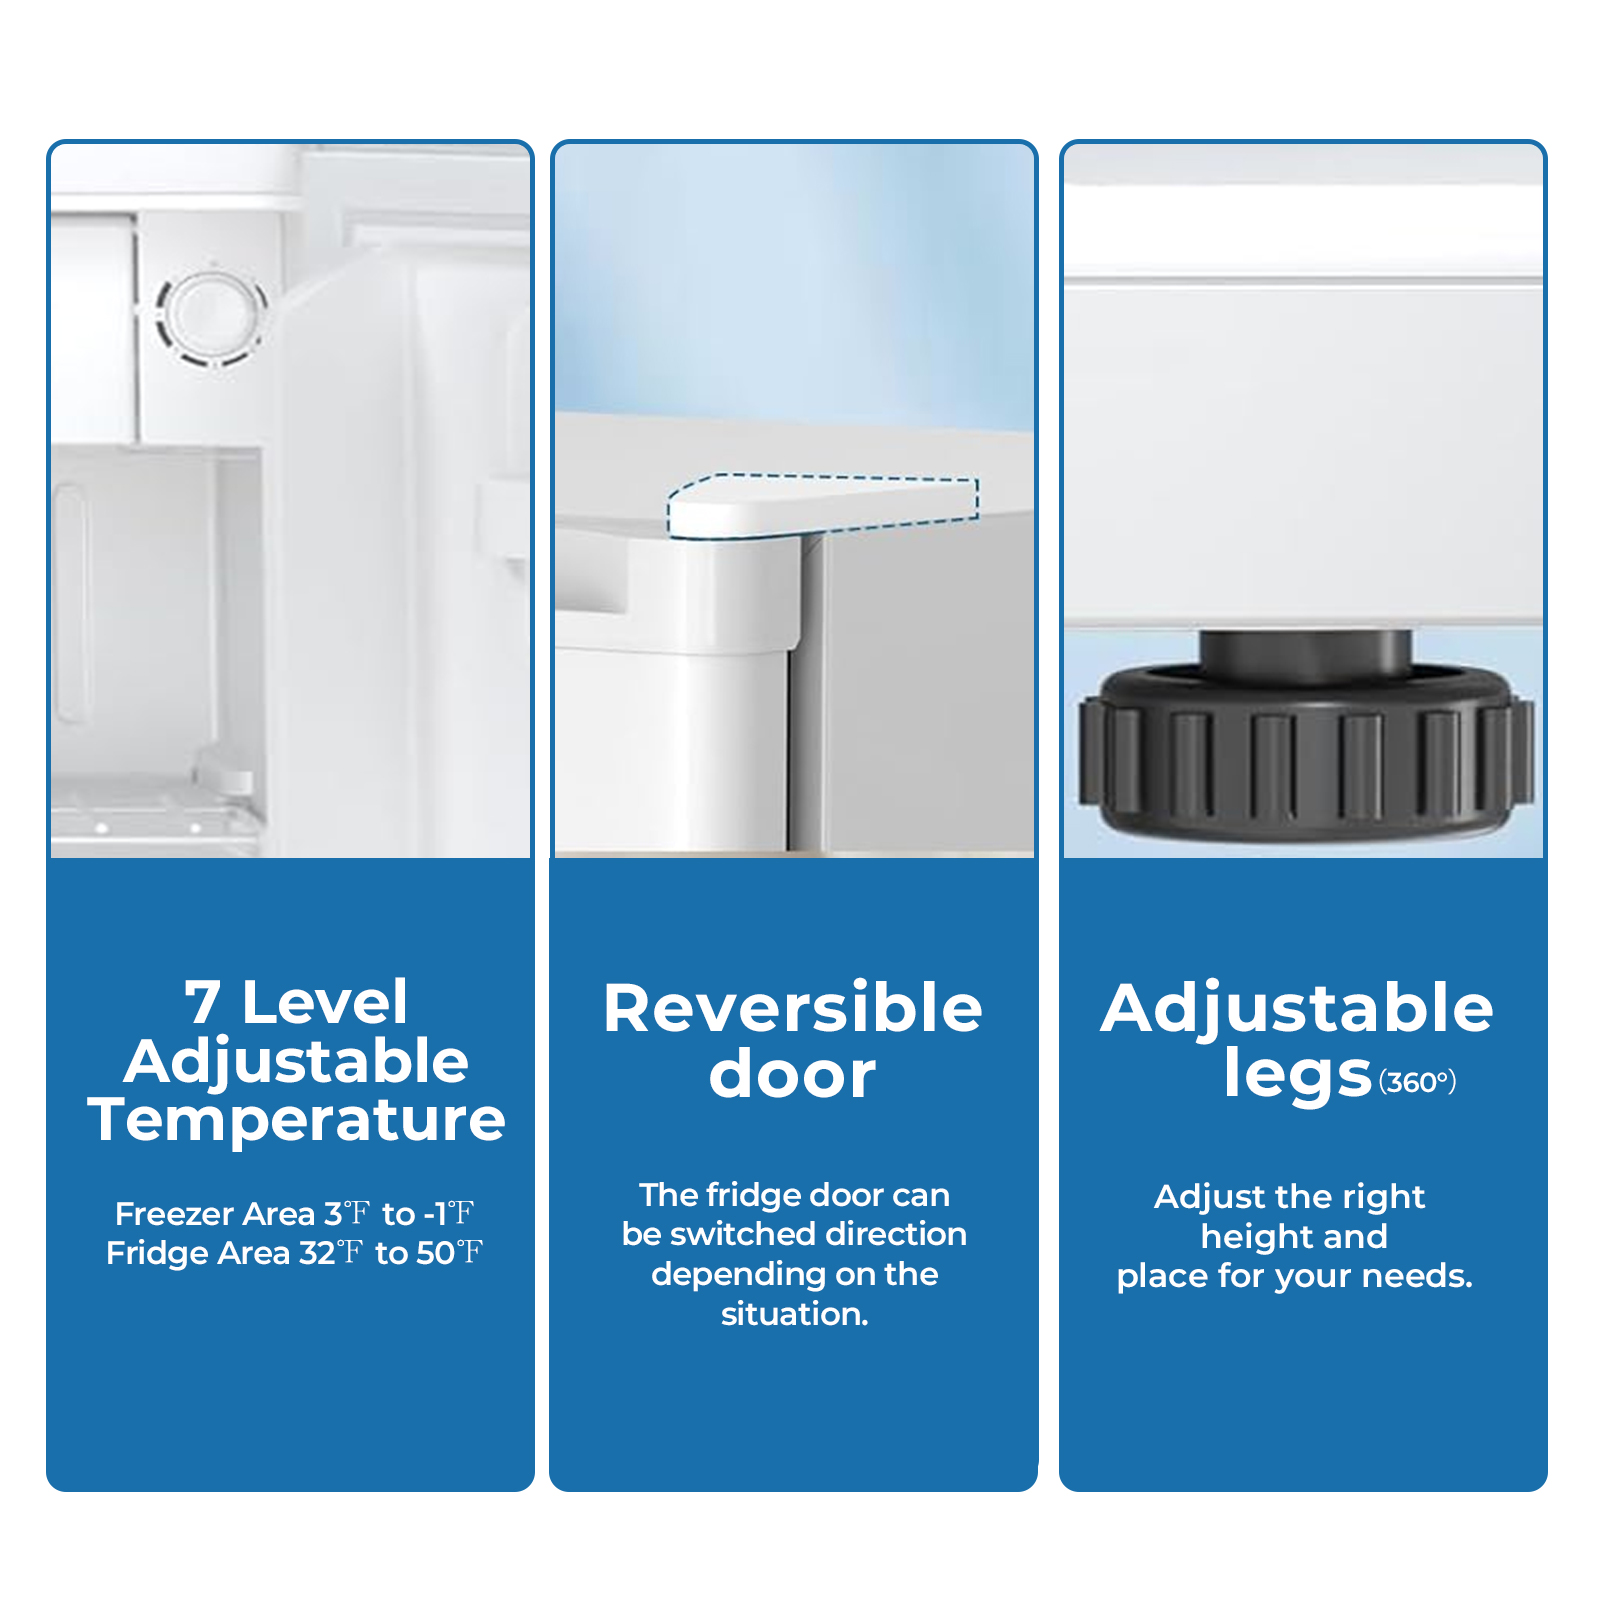 7 Level
Adjustable
Temperature
Freezer Area 3℉ to -1℉
Fridge Area 32℉ to 50℉
Reversible
door
The fridge door can
be switched direction
depending on the
situation.
Adjustable
legs(360°)
Adjust the right
height and
place for your needs.